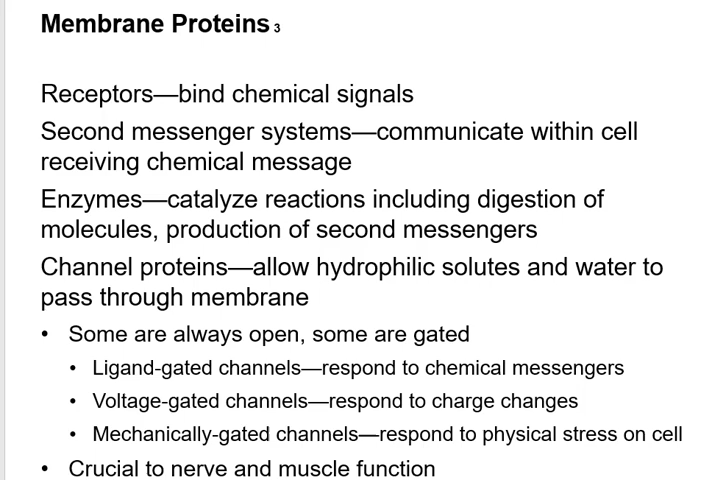 Membrane Proteins 3
Receptors—bind chemical signals
Second messenger systems—communicate within cell
receiving chemical message
Enzymes—catalyze reactions including digestion of
molecules, production of second messengers
Channel proteins—allow hydrophilic solutes and water to
pass through membrane
• Some are always open, some are gated
• Ligand-gated channels—respond to chemical messengers
• Voltage-gated channels—respond to charge changes
• Mechanically-gated channels—respond to physical stress on cell
• Crucial to nerve and muscle function